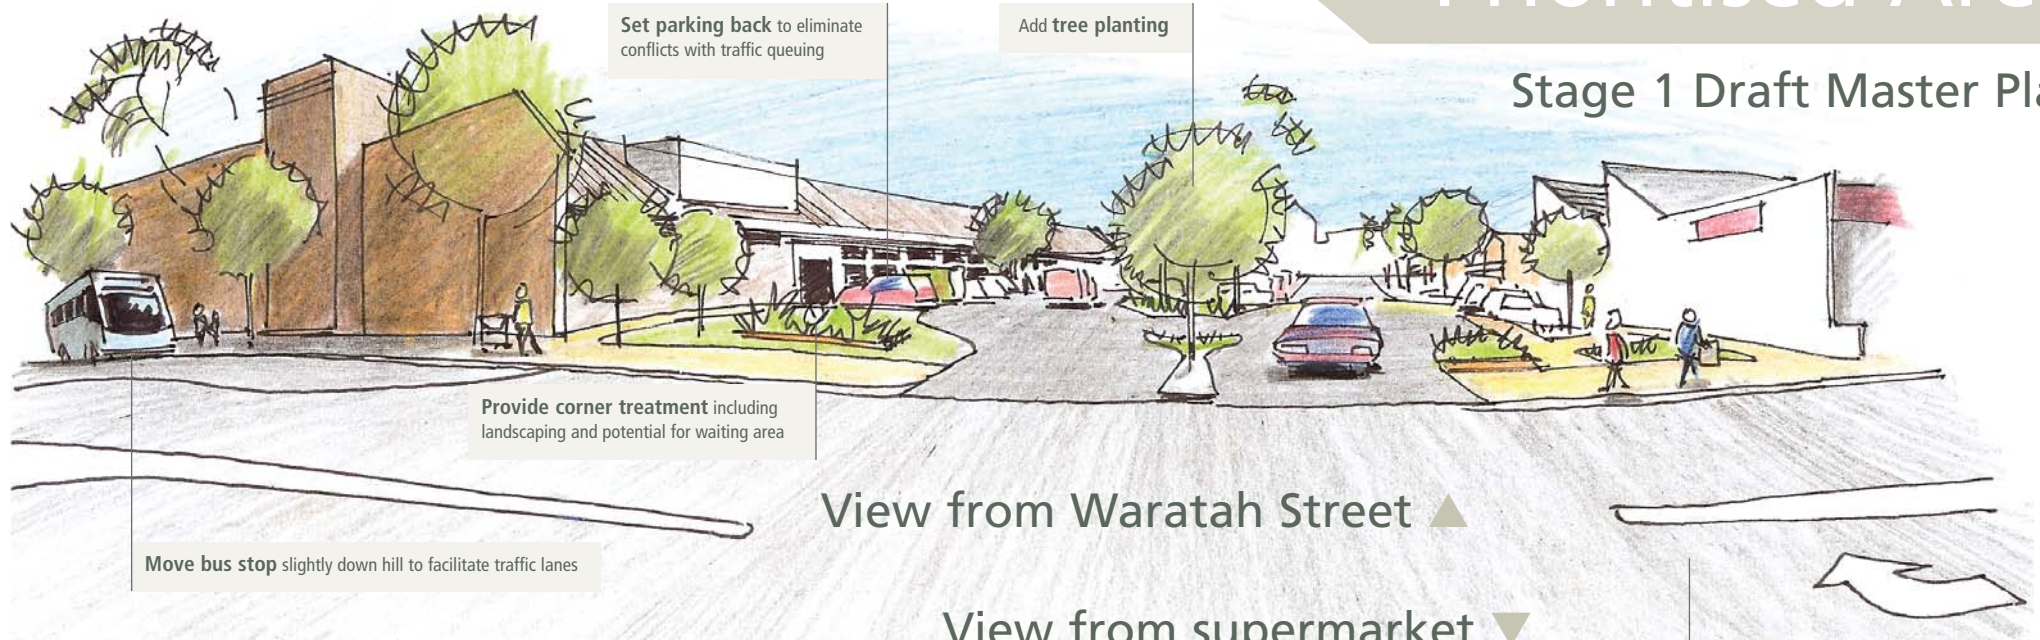 Set parking back to eliminate
conflicts with traffic queuing
Add tree planting
Stage 1 Draft Master
Provide corner treatment including
landscaping and potential for waiting area
View from Waratah Street
Move bus stop slightly down hill to facilitate traffic lanes
View from supermarket